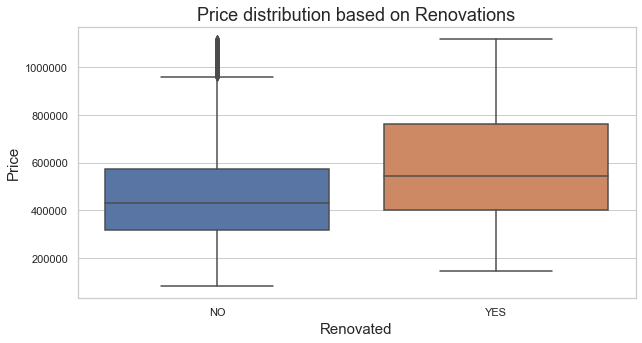 Price distribution based on Renovations
1000000
800000
600000
400000
200000
Price
NO
YES
Renovated